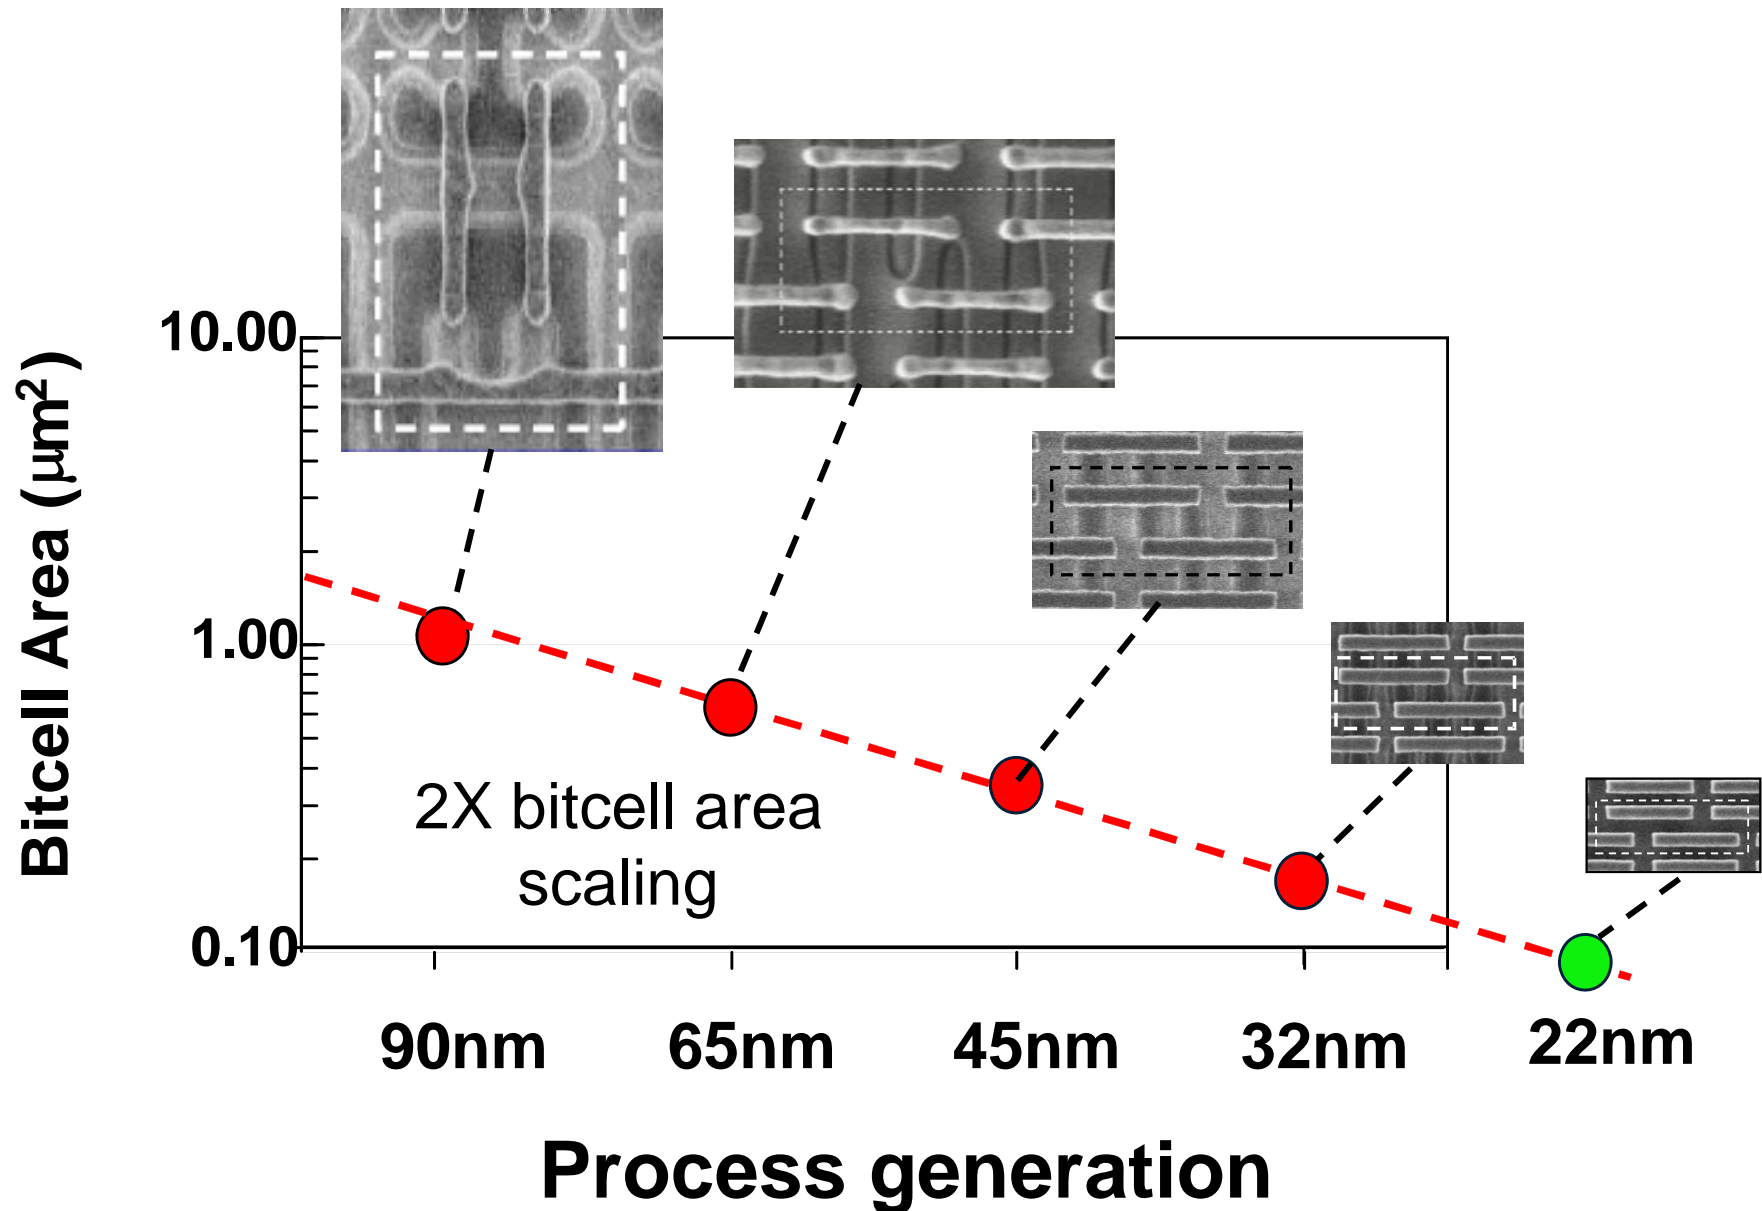 Bitcell Area (μm²)
10.00
1.00
0.10
2X bitcell area
scaling
90nm
65nm
45nm
32nm
22nm
Process generation